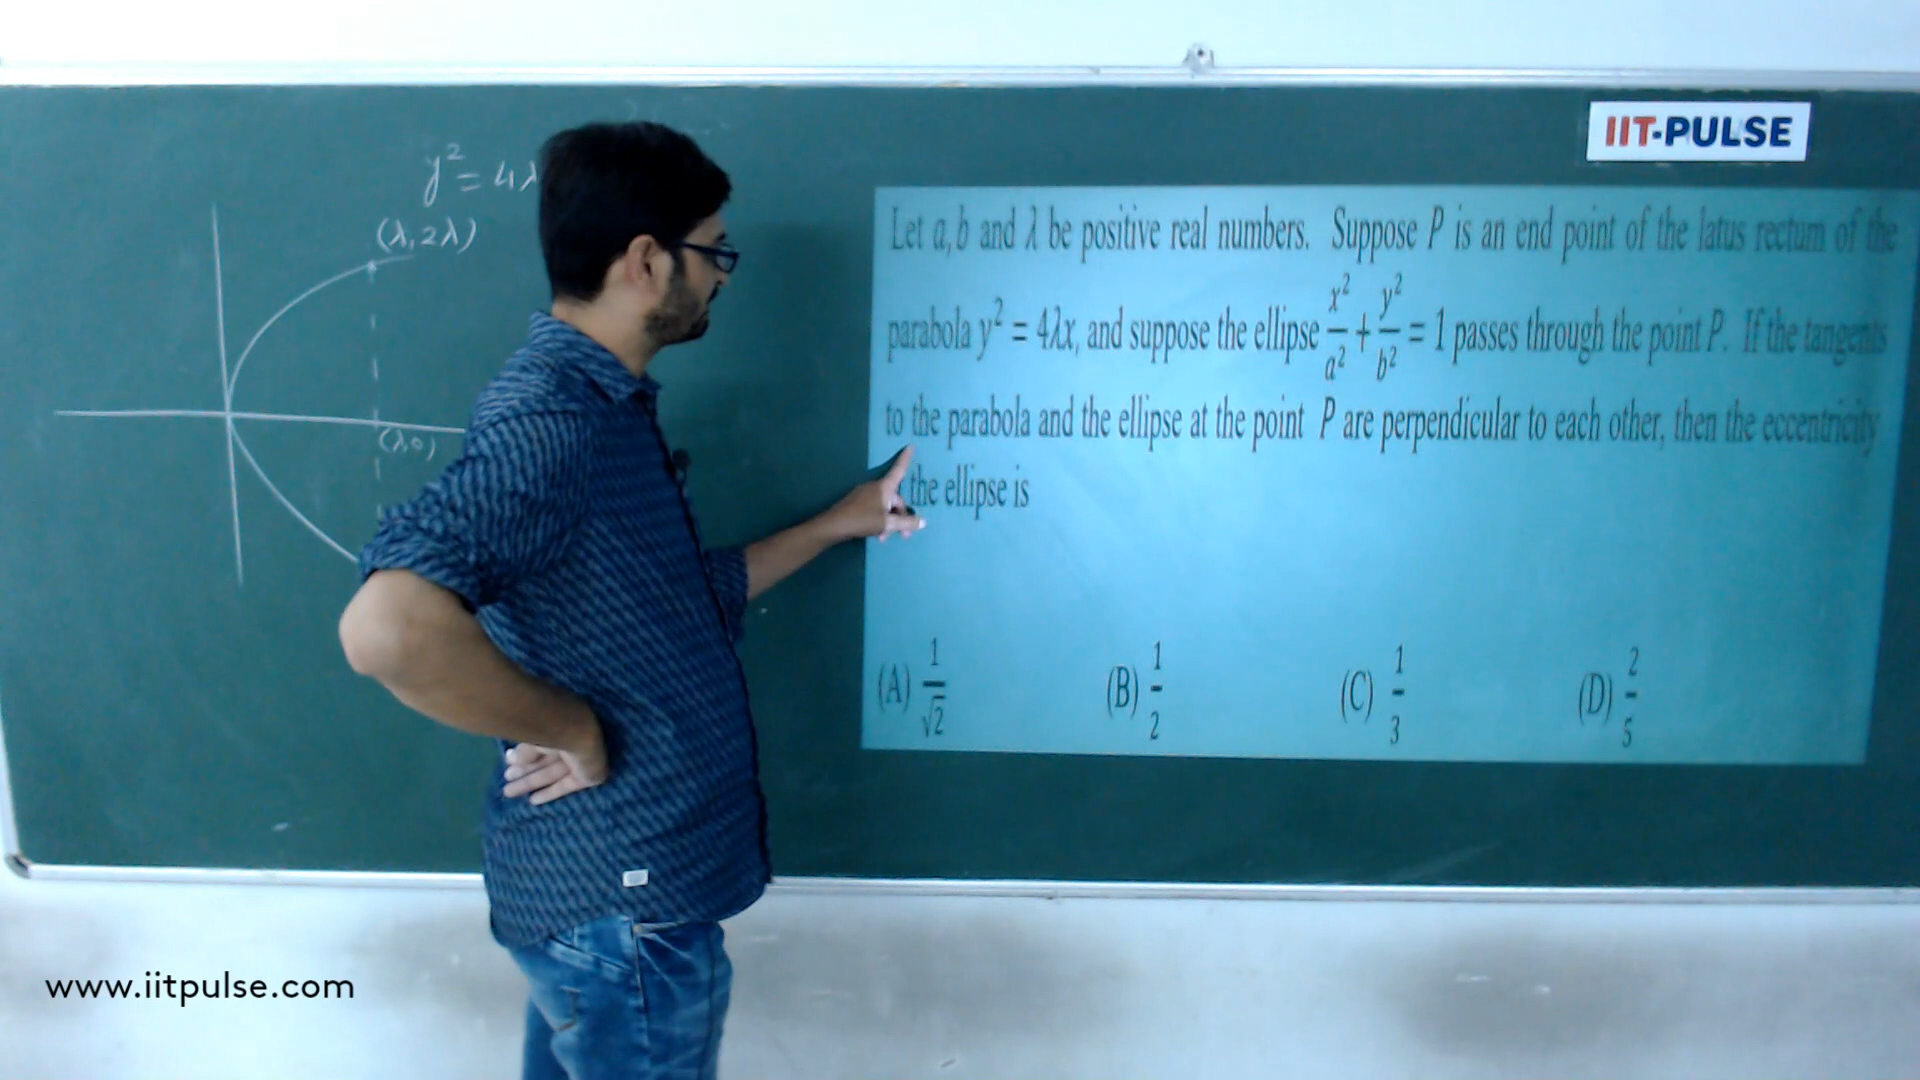 IIT-PULSE
y² = 4λ
(λ, 2λ)
(λ, 0)
Let a, b and λ be positive real numbers. Suppose P is an end point of the latus rectum of the
parabola y² = 4λx, and suppose the ellipse x²/a² + y²/b² = 1 passes through the point P. If the tangents
to the parabola and the ellipse at the point P are perpendicular to each other, then the eccentricity
the ellipse is
(A) 1/√2 (B) 1/2 (C) 1/3 (D) 2/5
www.iitpulse.com